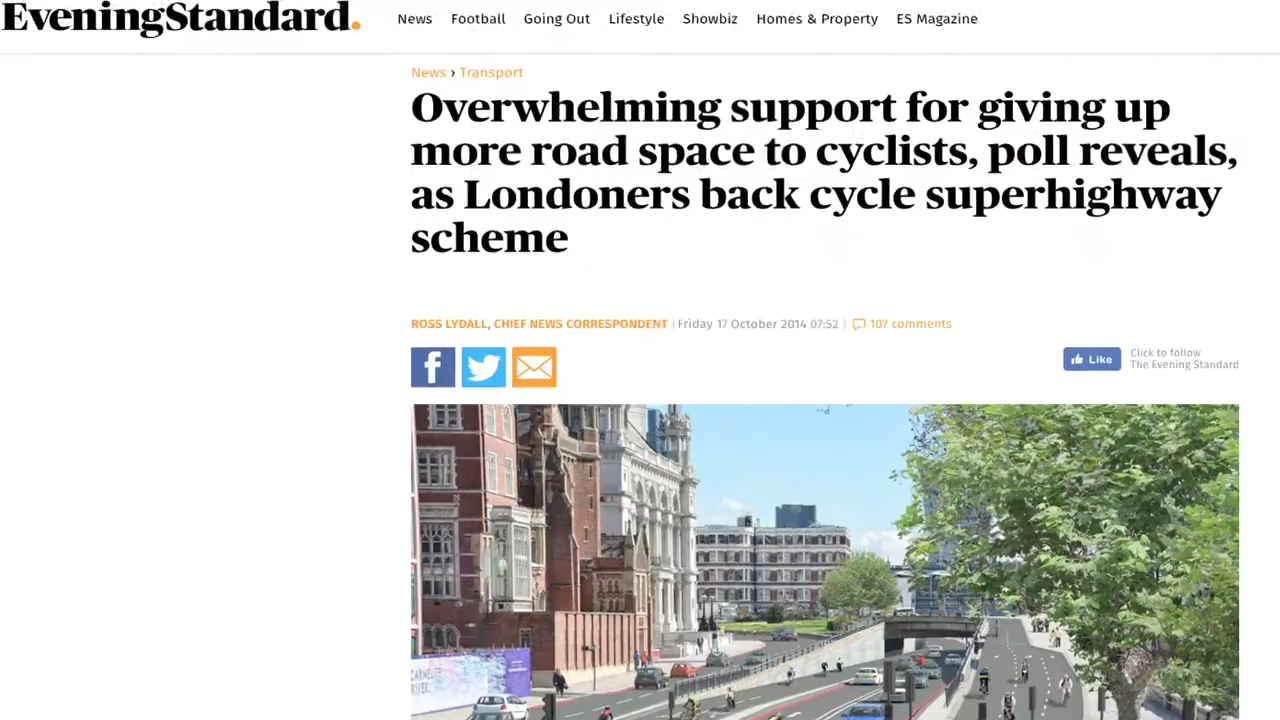 EveningStandard.
News Football Going Out Lifestyle Showbiz Homes & Property ES Magazine
News › Transport
Overwhelming support for giving up
more road space to cyclists, poll reveals,
as Londoners back cycle superhighway
scheme
ROSS LYDALL, CHIEF NEWS CORRESPONDENT | Friday 17 October 2014 07:52 | 107 comments
Like
Click to follow
The Evening Standard